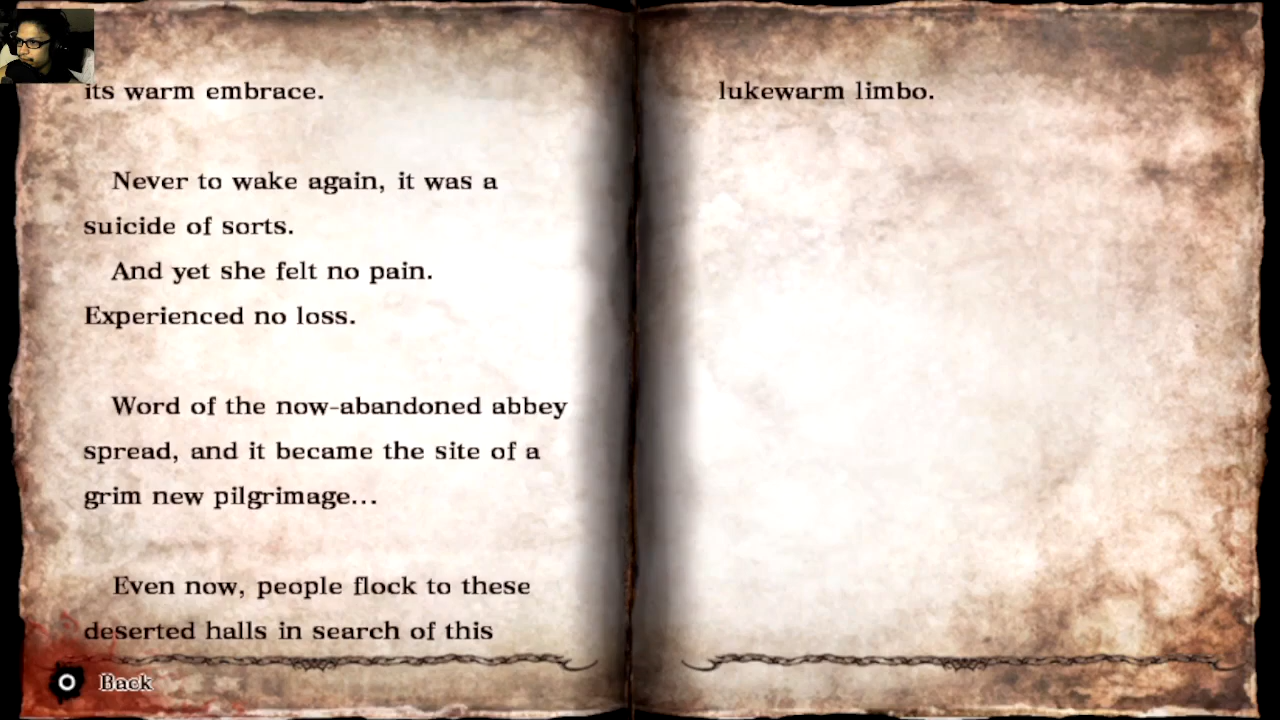 its warm embrace.
Never to wake again, it was a
suicide of sorts.
And yet she felt no pain.
Experienced no loss.
Word of the now-abandoned abbey
spread, and it became the site of a
grim new pilgrimage...
Even now, people flock to these
deserted halls in search of this
lukewarm limbo.
Back